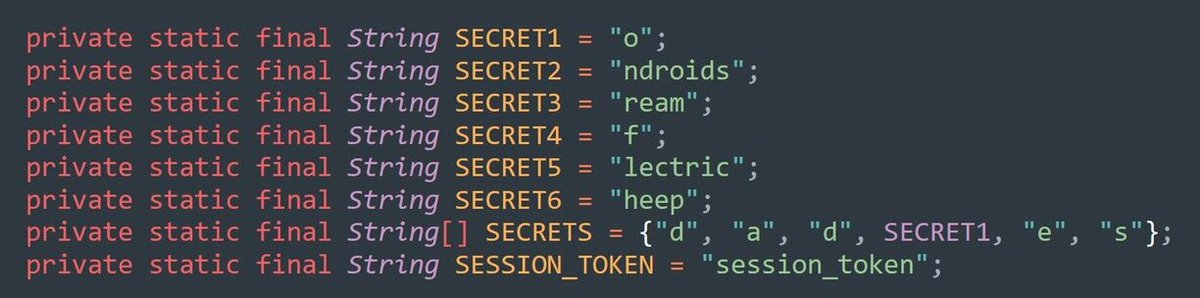 private static final String SECRET1 = "o";
private static final String SECRET2 = "ndroids";
private static final String SECRET3 = "ream";
private static final String SECRET4 = "f";
private static final String SECRET5 = "lectric";
private static final String SECRET6 = "heep";
private static final String[] SECRETS = {"d", "a", "d", SECRET1, "e", "s"};
private static final String SESSION_TOKEN = "session_token";